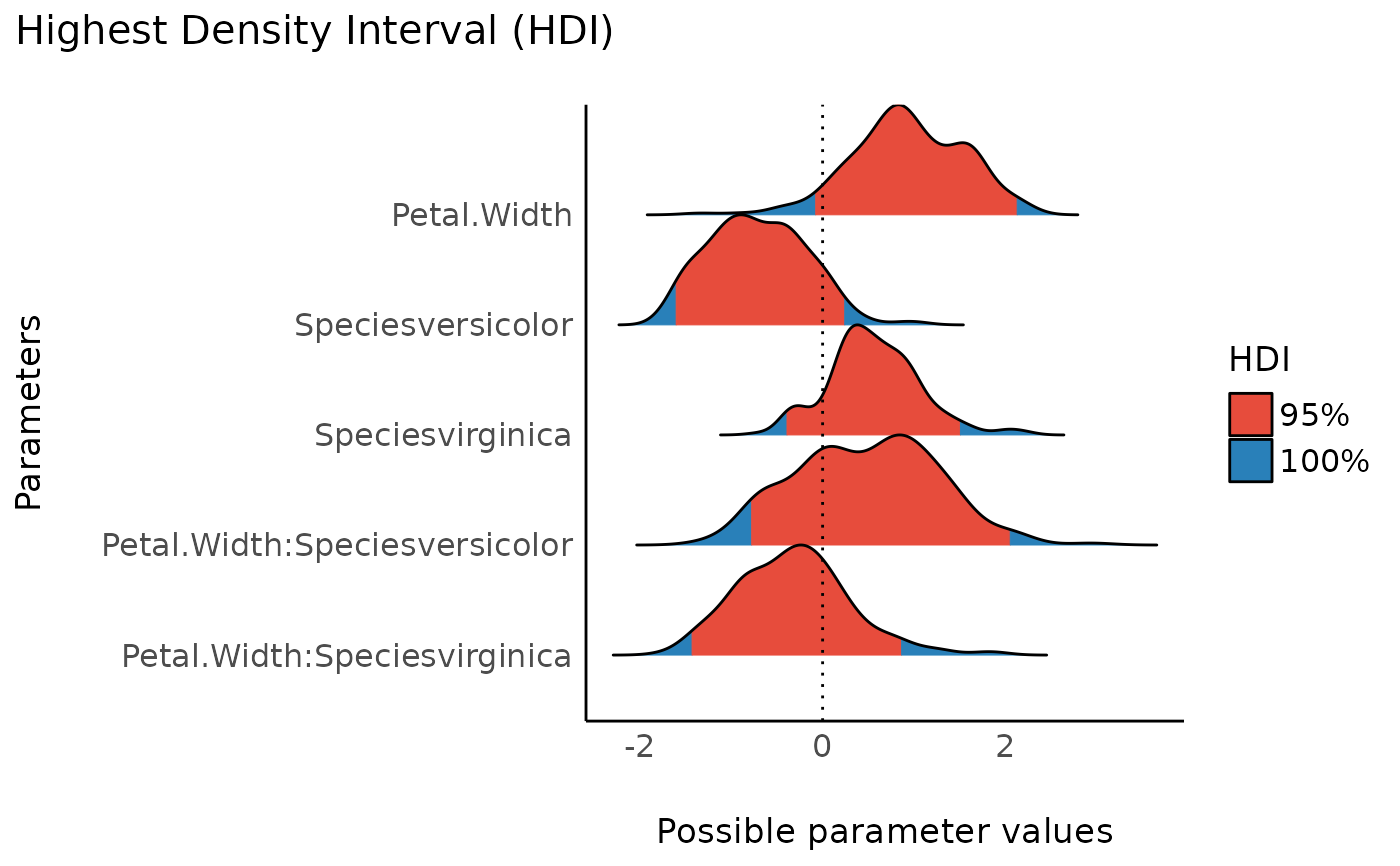 Highest Density Interval (HDI)
Parameters
Petal.Width
Speciesversicolor
Speciesvirginica
Petal.Width:Speciesversicolor
Petal.Width:Speciesvirginica
-2 0 2
Possible parameter values
HDI
95%
100%